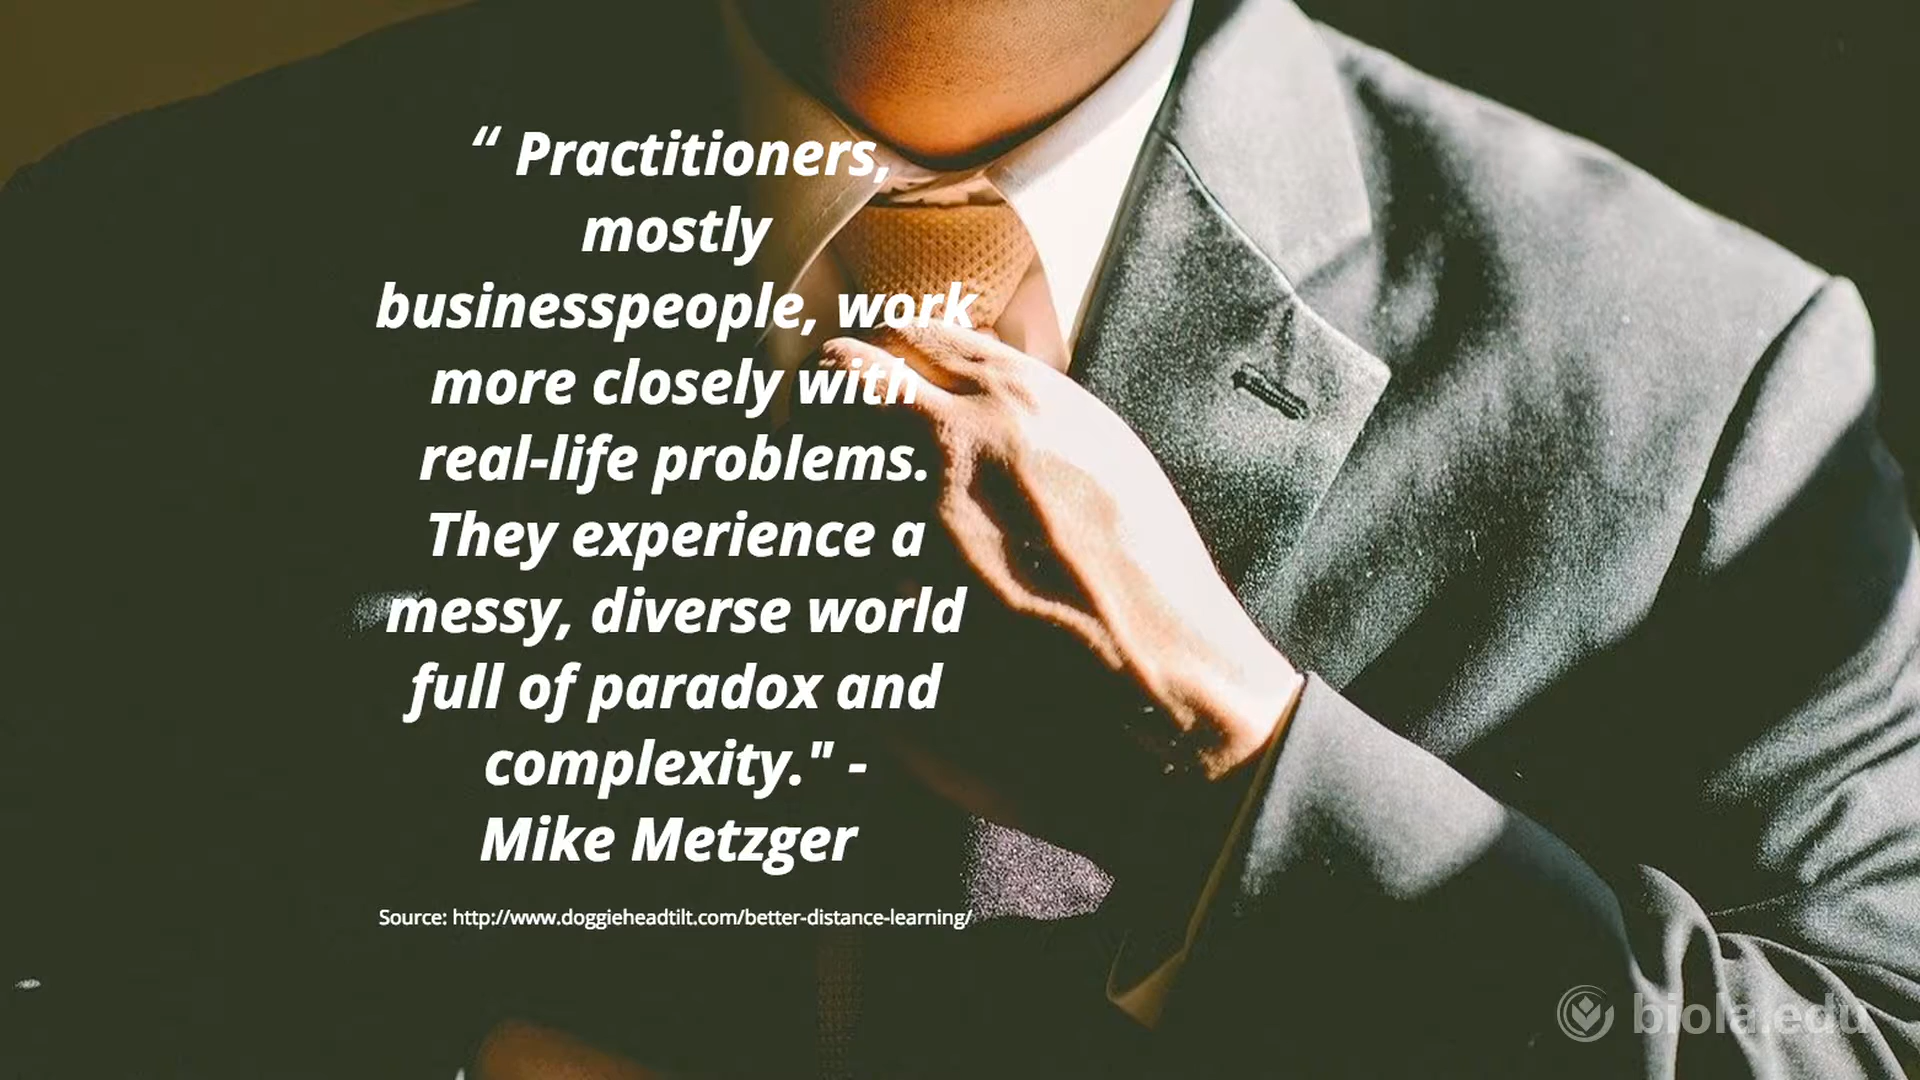 “ Practitioners,
mostly
businesspeople, work
more closely with
real-life problems.
They experience a
messy, diverse world
full of paradox and
complexity." -
Mike Metzger
Source: http://www.doggieheadtilt.com/better-distance-learning/
biola.edu